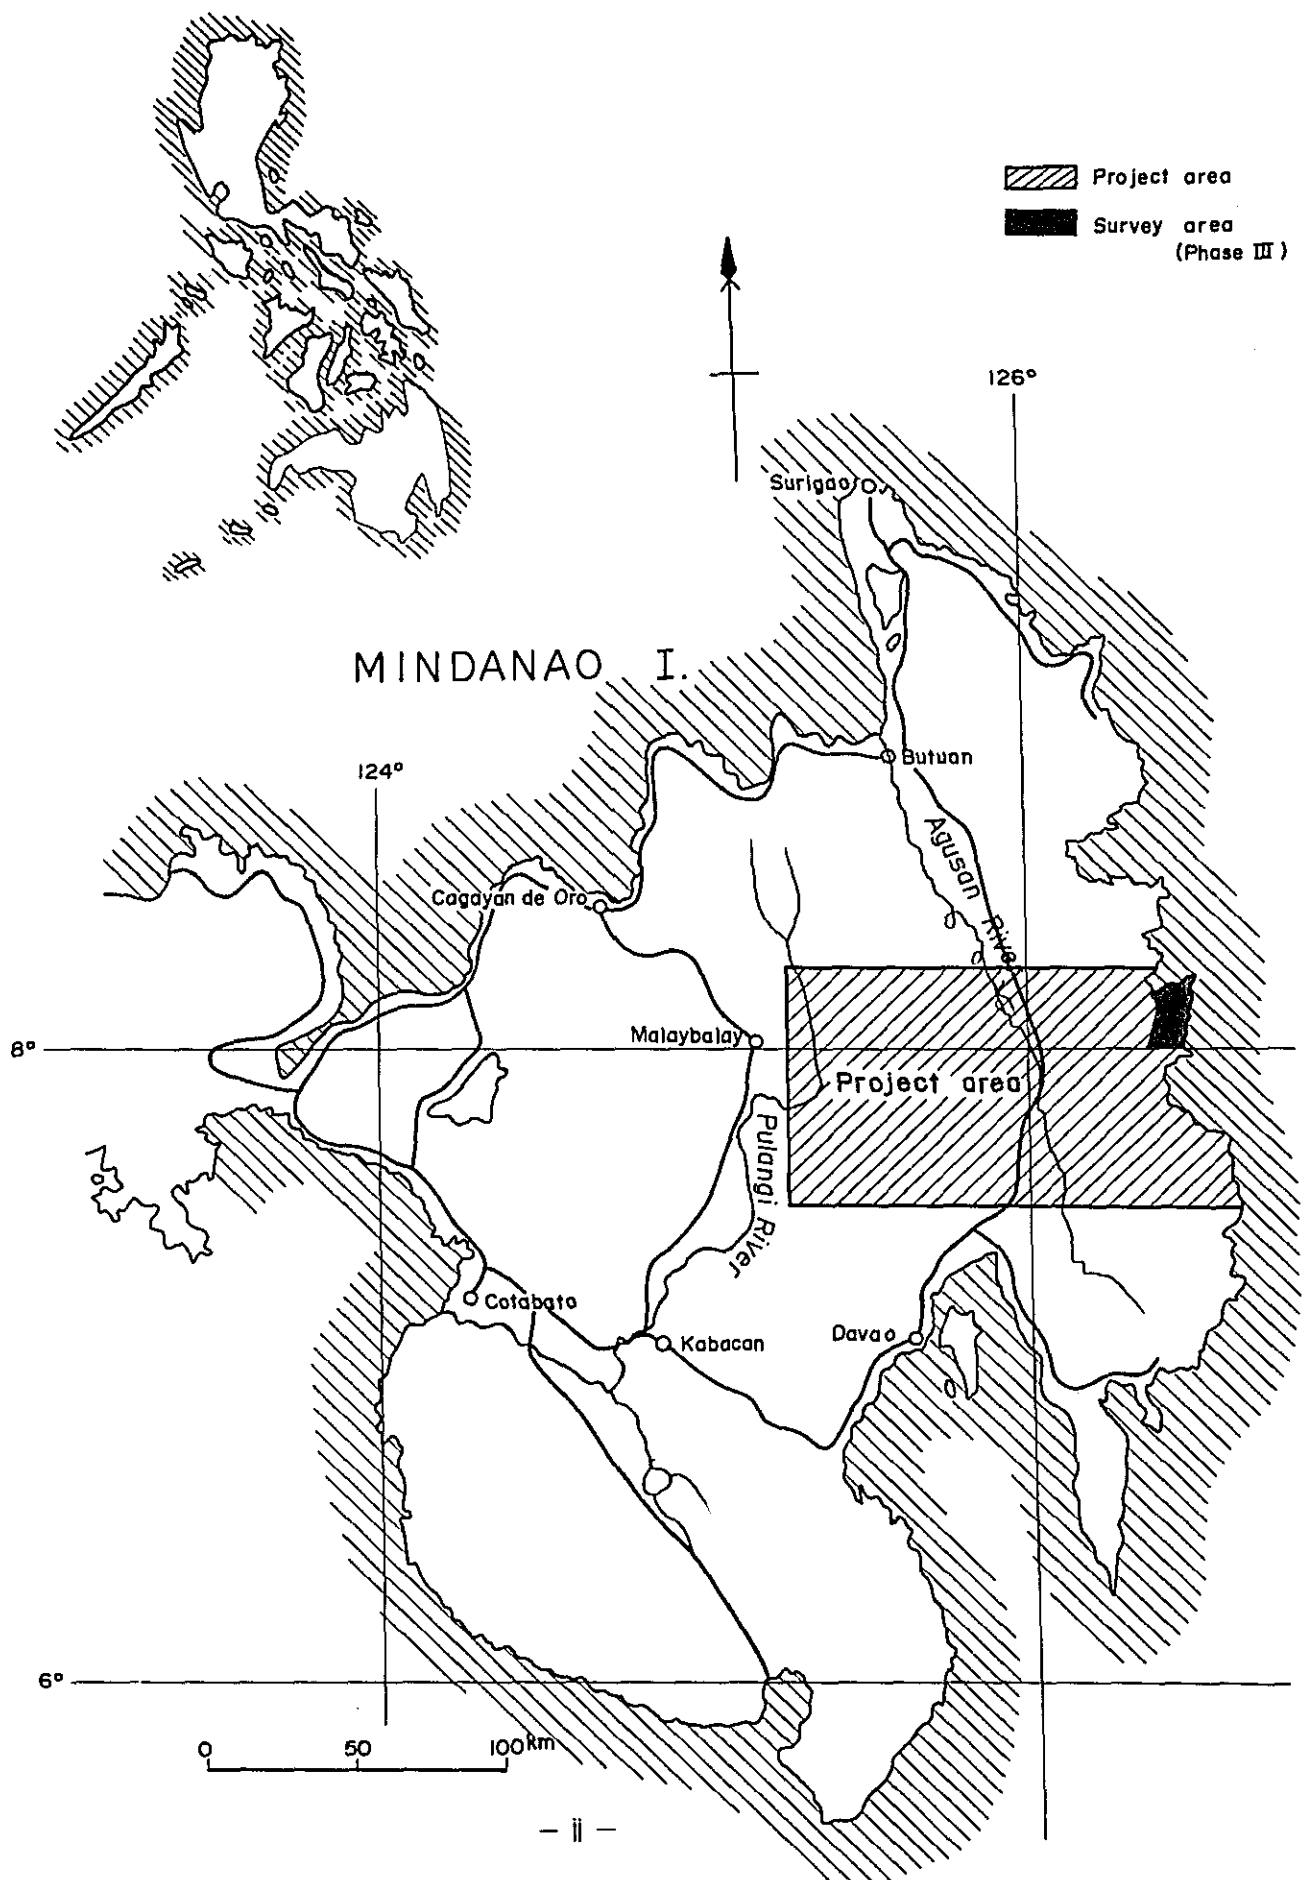 Project area
Survey area
(Phase III)
126°
Surigao
MINDANAO I.
Butuan
124°
Agusan River
Cagayan de Oro
Malaybalay
8°
Project area
Pulangi River
Cotabato
Kabacan
Davao
6°
0 50 100km
– ii –